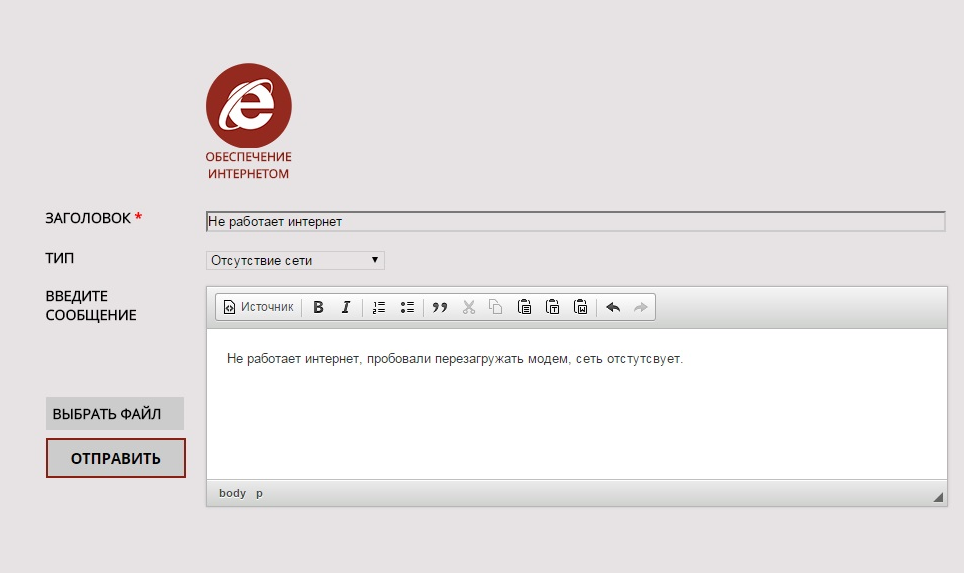 ОБЕСПЕЧЕНИЕ
ИНТЕРНЕТОМ
ЗАГОЛОВОК *
Не работает интернет
ТИП
Отсутствие сети
ВВЕДИТЕ
СООБЩЕНИЕ
Источник
Не работает интернет, пробовали перезагружать модем, сеть отстутсвует.
ВЫБРАТЬ ФАЙЛ
ОТПРАВИТЬ
body p